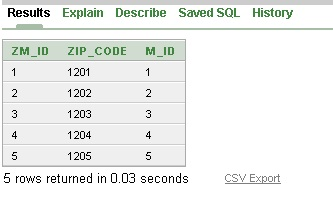 Results Explain Describe Saved SQL History
ZM_ID ZIP_CODE M_ID
1 1201 1
2 1202 2
3 1203 3
4 1204 4
5 1205 5
5 rows returned in 0.03 seconds CSV Export